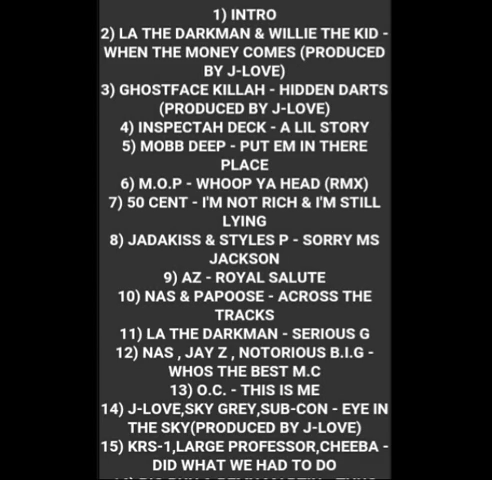 1) INTRO
2) LA THE DARKMAN & WILLIE THE KID -
WHEN THE MONEY COMES (PRODUCED
BY J-LOVE)
3) GHOSTFACE KILLAH - HIDDEN DARTS
(PRODUCED BY J-LOVE)
4) INSPECTAH DECK - A LIL STORY
5) MOBB DEEP - PUT EM IN THERE
PLACE
6) M.O.P - WHOOP YA HEAD (RMX)
7) 50 CENT - I'M NOT RICH & I'M STILL
LYING
8) JADAKISS & STYLES P - SORRY MS
JACKSON
9) AZ - ROYAL SALUTE
10) NAS & PAPOOSE - ACROSS THE
TRACKS
11) LA THE DARKMAN - SERIOUS G
12) NAS , JAY Z , NOTORIOUS B.I.G -
WHOS THE BEST M.C
13) O.C. - THIS IS ME
14) J-LOVE,SKY GREY,SUB-CON - EYE IN
THE SKY(PRODUCED BY J-LOVE)
15) KRS-1,LARGE PROFESSOR,CHEEBA -
DID WHAT WE HAD TO DO